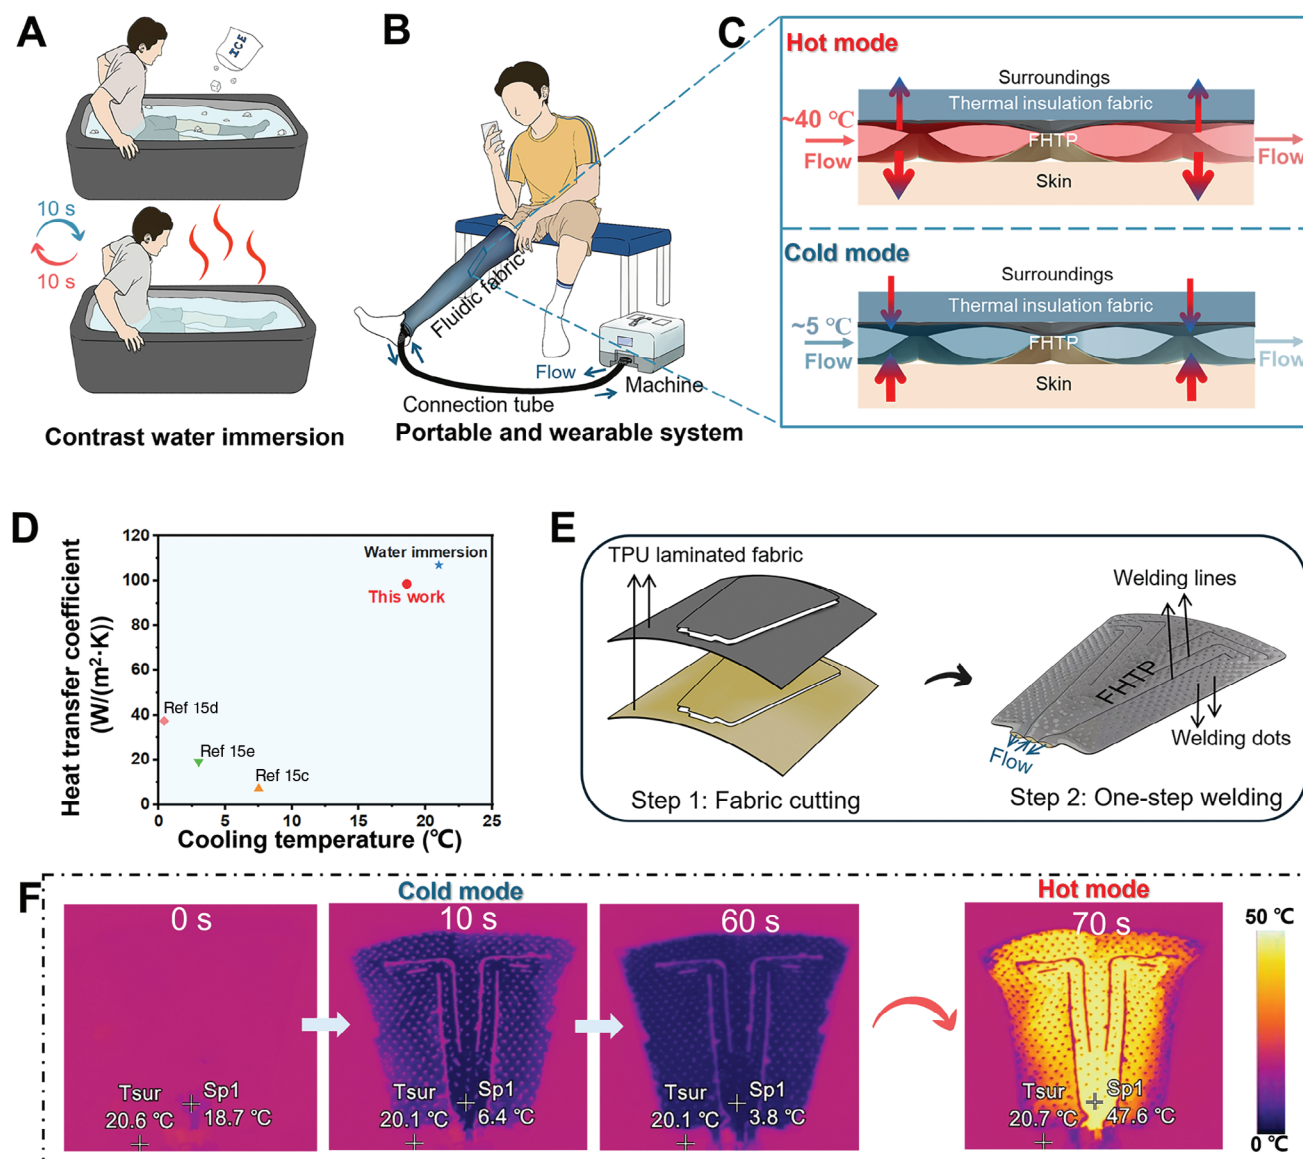 A
ICE
10 s
10 s
Contrast water immersion
B
Fluidic fabric
Flow
Machine
Connection tube
Portable and wearable system
C
Hot mode
Surroundings
Thermal insulation fabric
~40 ℃
FHTP
Flow
Flow
Skin
Cold mode
Surroundings
Thermal insulation fabric
~5 ℃
FHTP
Flow
Flow
Skin
D
Heat transfer coefficient
(W/(m²·K))
120
100
80
60
40
20
0
Water immersion
This work
Ref 15d
Ref 15e
Ref 15c
0
5
10
15
20
25
Cooling temperature (℃)
E
TPU laminated fabric
Step 1: Fabric cutting
Welding lines
FHTP
Welding dots
Flow
Step 2: One-step welding
F
Cold mode
Hot mode
0 s
Tsur
20.6 ℃
Sp1
18.7 ℃
10 s
Tsur
20.1 ℃
Sp1
6.4 ℃
60 s
Tsur
20.1 ℃
Sp1
3.8 ℃
70 s
Tsur
20.7 ℃
Sp1
47.6 ℃
50 ℃
0 ℃